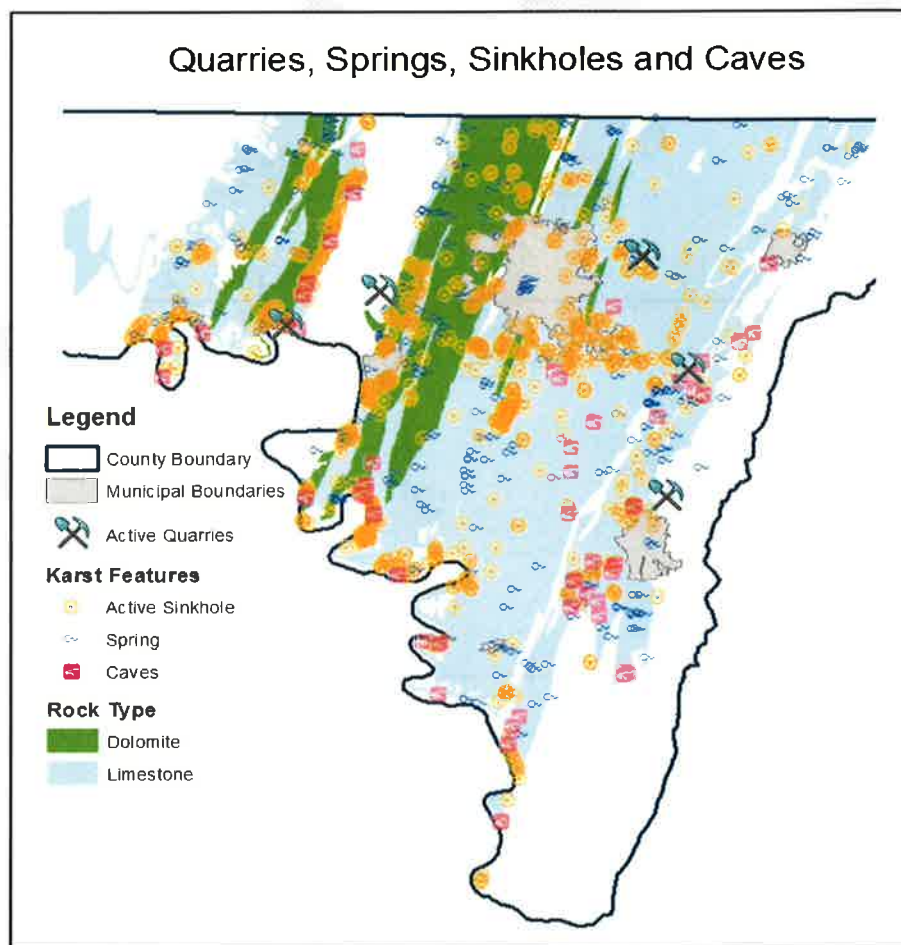 Quarries, Springs, Sinkholes and Caves
Legend
County Boundary
Municipal Boundaries
Active Quarries
Karst Features
Active Sinkhole
Spring
Caves
Rock Type
Dolomite
Limestone